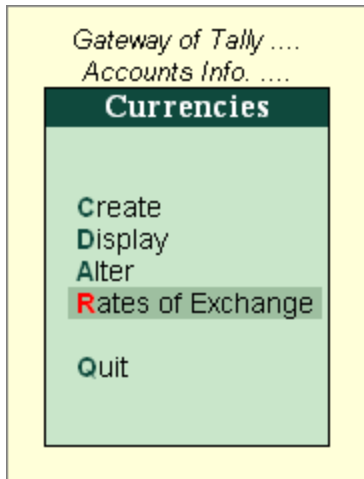 Gateway of Tally ....
Accounts Info. ....
Currencies
Create
Display
Alter
Rates of Exchange
Quit